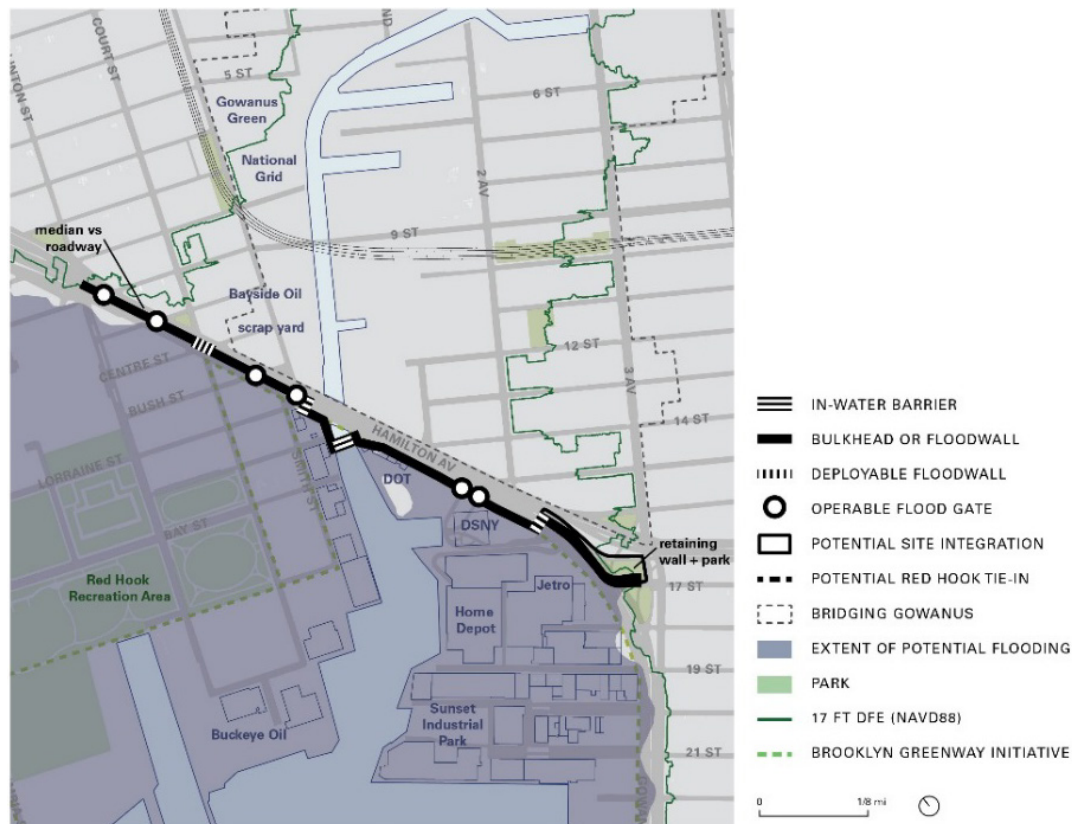 COURT ST
5 ST
Gowanus
Green
6 ST
National
Grid
2 AV
median vs
roadway
9 ST
Bayside Oil
scrap yard
12 ST
CENTRE ST
3 AV
BUSH ST
14 ST
HAMILTON AV
LORRAINE ST
SMITH ST
DOT
BAY ST
DSNY
retaining
wall + park
Red Hook
Recreation Area
Jetro
17 ST
Home
Depot
19 ST
Sunset
Industrial
Park
Buckeye Oil
21 ST
IN-WATER BARRIER
BULKHEAD OR FLOODWALL
DEPLOYABLE FLOODWALL
OPERABLE FLOOD GATE
POTENTIAL SITE INTEGRATION
POTENTIAL RED HOOK TIE-IN
BRIDGING GOWANUS
EXTENT OF POTENTIAL FLOODING
PARK
17 FT DFE (NAVD88)
BROOKLYN GREENWAY INITIATIVE
0 1/8 mi